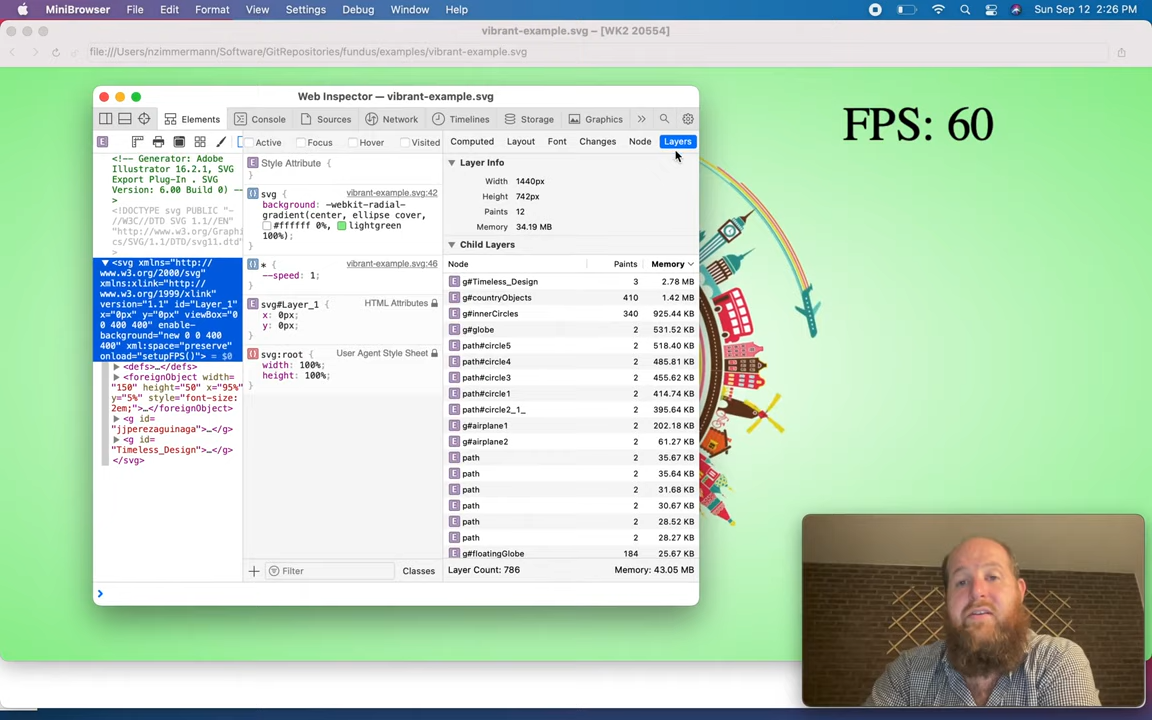 MiniBrowser File Edit Format View Settings Debug Window Help Sun Sep 12 2:26 PM
vibrant-example.svg – [WK2 20554]
file:///Users/nzimmermann/Software/GitRepositories/fundus/examples/vibrant-example.svg
FPS: 60
Web Inspector — vibrant-example.svg
Elements Console Sources Network Timelines Storage Graphics
Active Focus Hover Visited
Computed Layout Font Changes Node Layers
<!-- Generator: Adobe
Illustrator 16.2.1, SVG
Export Plug-In . SVG
Version: 6.00 Build 0) --
>
<!DOCTYPE svg PUBLIC "-
//W3C//DTD SVG 1.1//EN"
"http://www.w3.org/Graphi
cs/SVG/1.1/DTD/svg11.dtd"
>
<svg xmlns="http://
www.w3.org/2000/svg"
xmlns:xlink="http://
www.w3.org/1999/xlink"
version="1.1" id="Layer_1"
x="0px" y="0px" viewBox="0
0 400 400" enable-
background="new 0 0 400
400" xml:space="preserve"
onload="setupFPS()"> = $0
<defs>…</defs>
<foreignObject width=
"150" height="50" x="95%"
y="5%" style="font-size:
2em;">…</foreignObject>
<g id=
"jjperezaguinaga">…</g>
<g id=
"Timeless_Design">…</g>
</svg>
Style Attribute {
}
svg { vibrant-example.svg:42
background: -webkit-radial-
gradient(center, ellipse cover,
#ffffff 0%, lightgreen
100%);
}
* { vibrant-example.svg:46
--speed: 1;
}
svg#Layer_1 { HTML Attributes
x: 0px;
y: 0px;
}
svg:root { User Agent Style Sheet
width: 100%;
height: 100%;
}
Filter Classes
Layer Info
Width 1440px
Height 742px
Paints 12
Memory 34.19 MB
Child Layers
Node Paints Memory
g#Timeless_Design 3 2.78 MB
g#countryObjects 410 1.42 MB
g#innerCircles 340 925.44 KB
g#globe 2 531.52 KB
path#circle5 2 518.40 KB
path#circle4 2 485.81 KB
path#circle3 2 455.62 KB
path#circle1 2 414.74 KB
path#circle2_1_ 2 395.64 KB
g#airplane1 2 202.18 KB
g#airplane2 2 61.27 KB
path 2 35.67 KB
path 2 35.64 KB
path 2 31.68 KB
path 2 30.67 KB
path 2 28.52 KB
path 2 28.27 KB
g#floatingGlobe 184 25.67 KB
Layer Count: 786 Memory: 43.05 MB